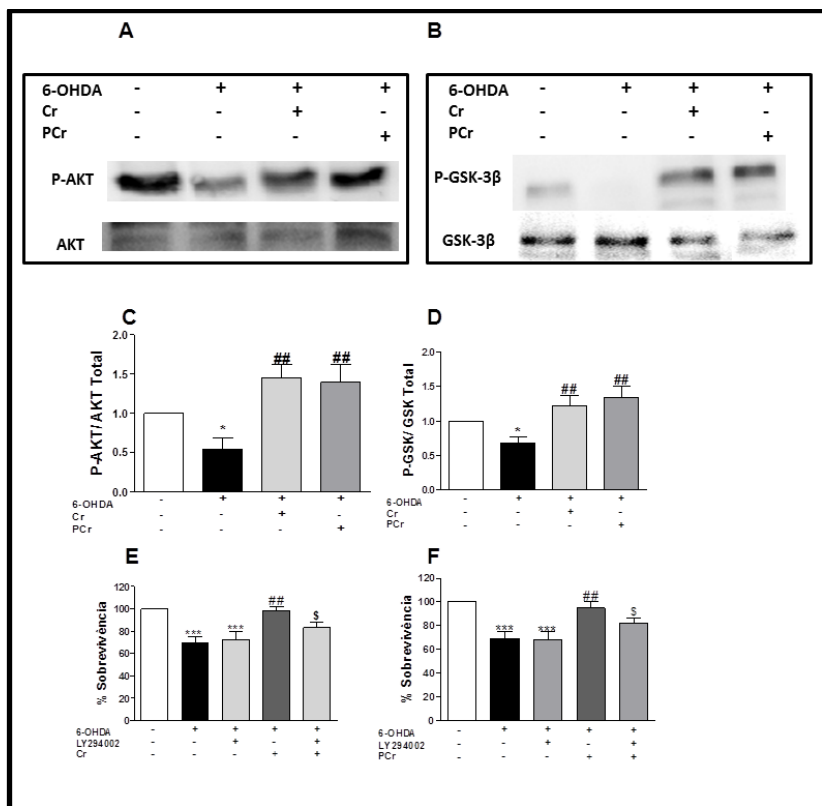 A
B
6-OHDA - + + +
Cr - - + -
PCr - - - +
P-AKT
AKT
6-OHDA - + + +
Cr - - + -
PCr - - - +
P-GSK-3β
GSK-3β
C
P-AKT/AKT Total
2.0
1.5
1.0
0.5
0.0
* ## ##
6-OHDA - + + +
Cr - - + -
PCr - - - +
D
P-GSK/ GSK Total
2.0
1.5
1.0
0.5
0.0
* ## ##
6-OHDA - + + +
Cr - - + -
PCr - - - +
E
% Sobrevivência
120
100
80
60
40
20
0
*** *** ## $
6-OHDA - + + + +
LY294002 - - + - +
Cr - - - + +
F
% Sobrevivência
100
80
60
40
20
0
*** *** ## $
6-OHDA - + + + +
LY294002 - - + - +
PCr - - - + +